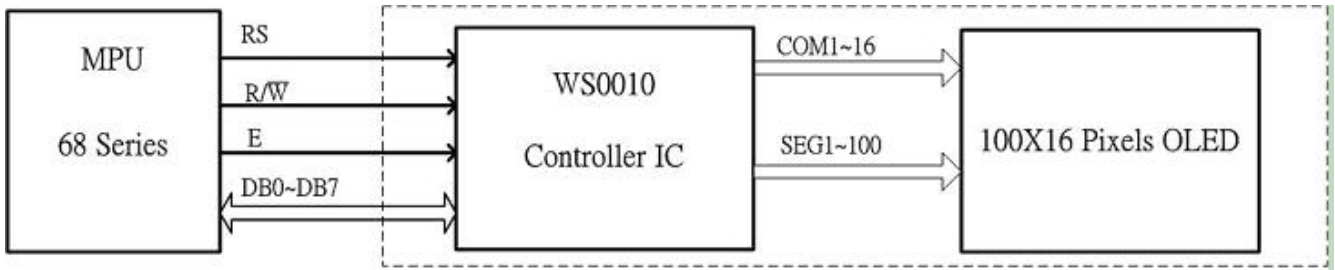 MPU
68 Series
RS
R/W̅
E
DB0~DB7
WS0010
Controller IC
COM1~16
SEG1~100
100X16 Pixels OLED